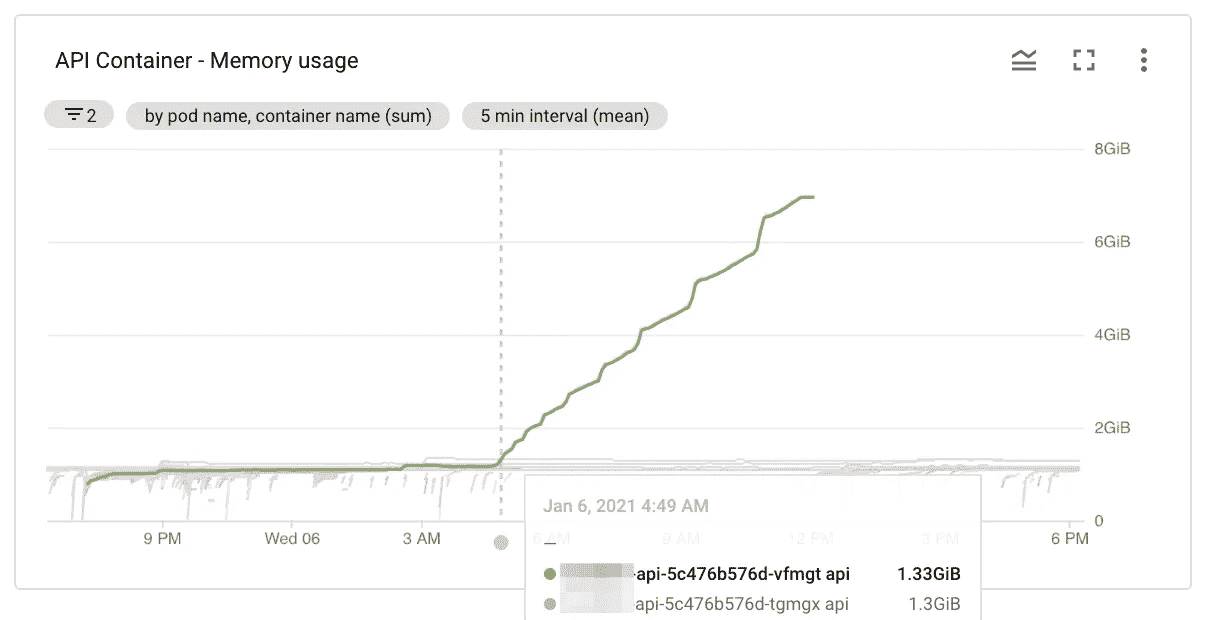 API Container - Memory usage
2 by pod name, container name (sum) 5 min interval (mean)
8GiB
6GiB
4GiB
2GiB
0
9 PM Wed 06 3 AM 6 AM 9 AM 12 PM 3 PM 6 PM
Jan 6, 2021 4:49 AM
-api-5c476b576d-vfmgt api 1.33GiB
api-5c476b576d-tgmgx api 1.3GiB